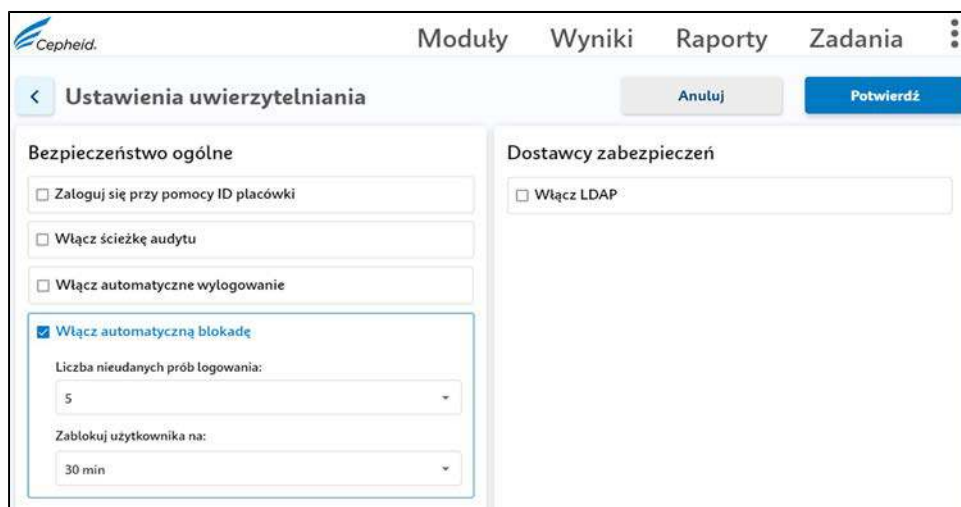 Cepheid.
Moduły Wyniki Raporty Zadania
Ustawienia uwierzytelniania
Anuluj
Potwierdź
Bezpieczeństwo ogólne
Zaloguj się przy pomocy ID placówki
Włącz ścieżkę audytu
Włącz automatyczne wylogowanie
Włącz automatyczną blokadę
Liczba nieudanych prób logowania:
5
Zablokuj użytkownika na:
30 min
Dostawcy zabezpieczeń
Włącz LDAP